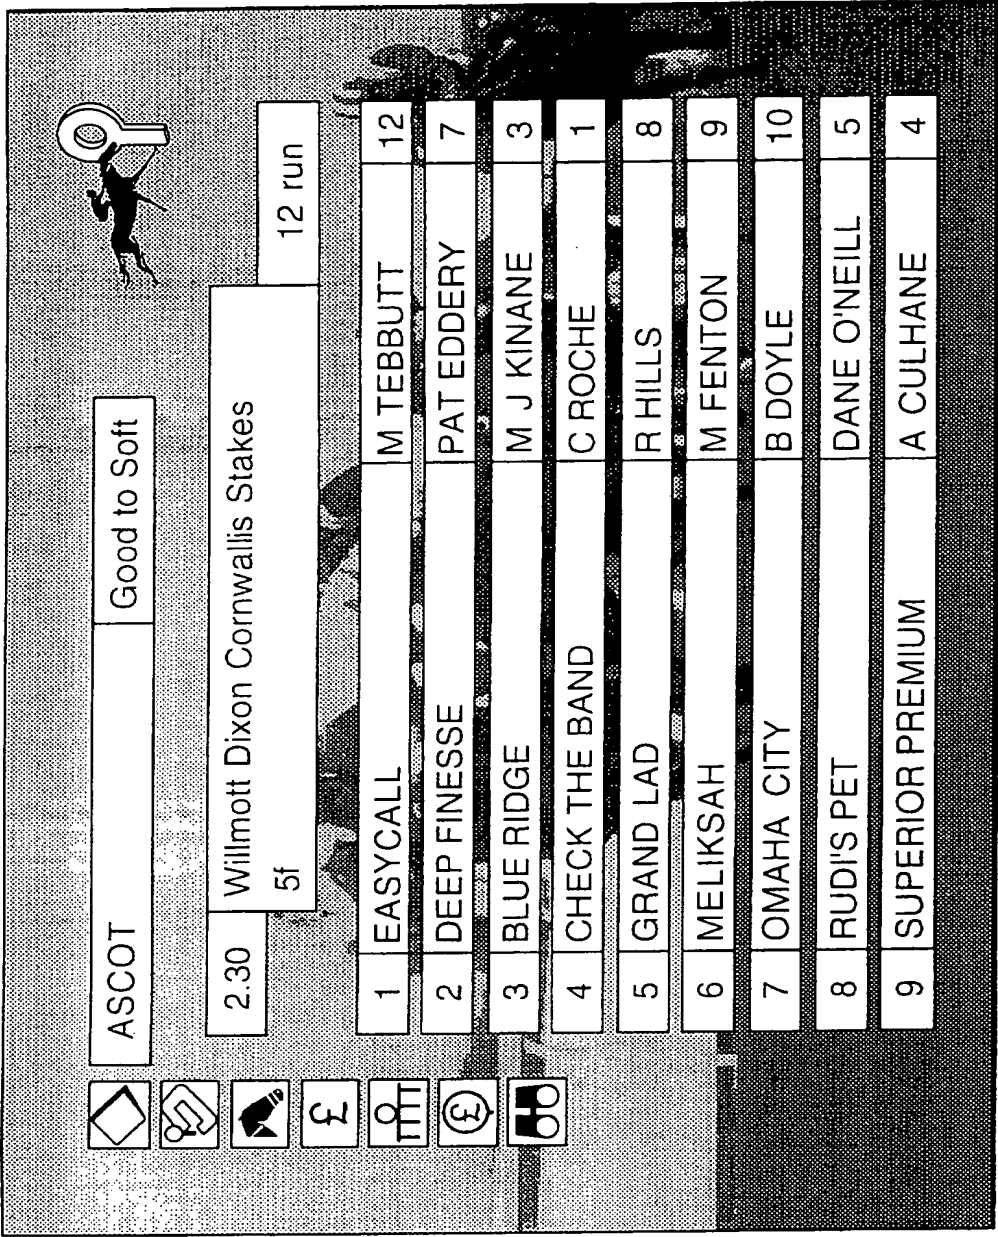 ASCOT Good to Soft
2.30 Willmott Dixon Cornwallis Stakes
5f 12 run
1 EASYCALL M TEBBUTT 12
2 DEEP FINESSE PAT EDDERY 7
3 BLUE RIDGE M J KINANE 3
4 CHECK THE BAND C ROCHE 1
5 GRAND LAD R HILLS 8
6 MELIKSAH M FENTON 9
7 OMAHA CITY B DOYLE 10
8 RUDI'S PET DANE O'NEILL 5
9 SUPERIOR PREMIUM A CULHANE 4
£
£